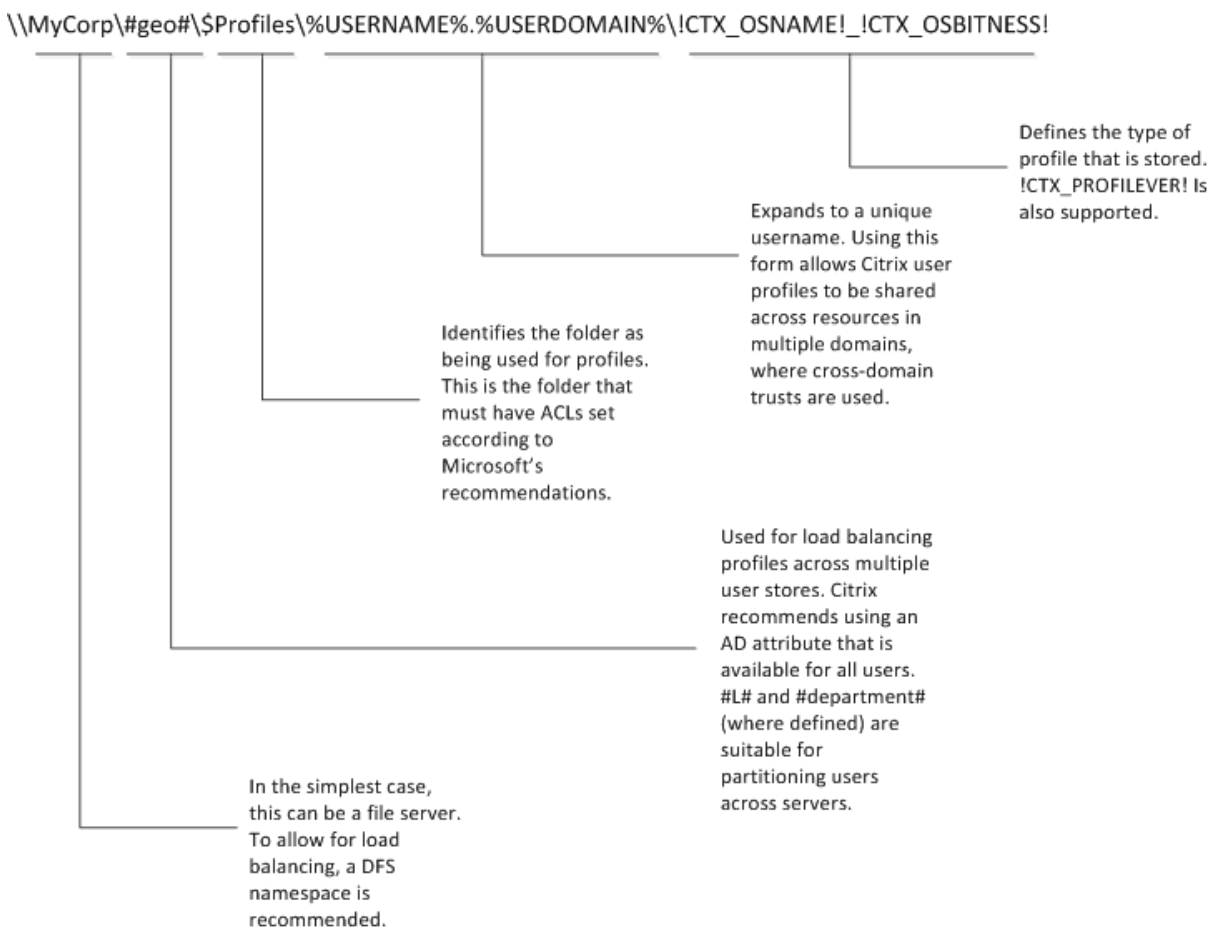 \\MyCorp\#geo#\$Profiles\%USERNAME%.%USERDOMAIN%\!CTX_OSNAME!_!CTX_OSBITNESS!
Defines the type of
profile that is stored.
!CTX_PROFILEVER! Is
also supported.
Expands to a unique
username. Using this
form allows Citrix user
profiles to be shared
across resources in
multiple domains,
where cross-domain
trusts are used.
Identifies the folder as
being used for profiles.
This is the folder that
must have ACLs set
according to
Microsoft’s
recommendations.
Used for load balancing
profiles across multiple
user stores. Citrix
recommends using an
AD attribute that is
available for all users.
#L# and #department#
(where defined) are
suitable for
partitioning users
across servers.
In the simplest case,
this can be a file server.
To allow for load
balancing, a DFS
namespace is
recommended.